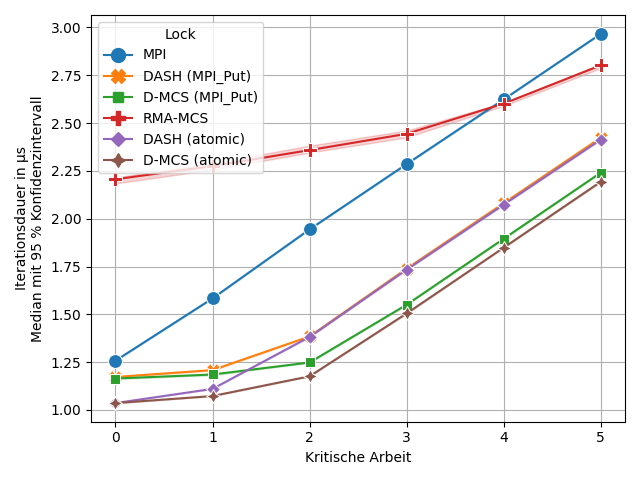 Lock
MPI
DASH (MPI_Put)
D-MCS (MPI_Put)
RMA-MCS
DASH (atomic)
D-MCS (atomic)
Iterationsdauer in µs
Median mit 95 % Konfidenzintervall
3.00
2.75
2.50
2.25
2.00
1.75
1.50
1.25
1.00
0 1 2 3 4 5
Kritische Arbeit